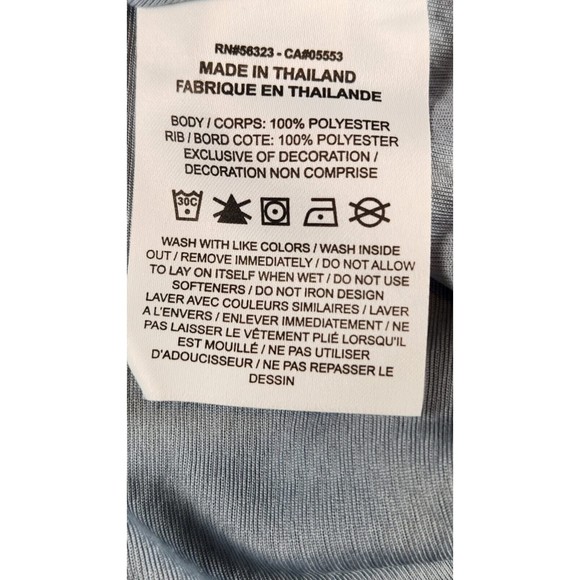 RN#56323 - CA#05553
MADE IN THAILAND
FABRIQUE EN THAILANDE
BODY / CORPS: 100% POLYESTER
RIB / BORD COTE: 100% POLYESTER
EXCLUSIVE OF DECORATION /
DECORATION NON COMPRISE
30C
WASH WITH LIKE COLORS / WASH INSIDE
OUT / REMOVE IMMEDIATELY / DO NOT ALLOW
TO LAY ON ITSELF WHEN WET / DO NOT USE
SOFTENERS / DO NOT IRON DESIGN
LAVER AVEC COULEURS SIMILAIRES / LAVER
A L'ENVERS / ENLEVER IMMEDIATEMENT / NE
PAS LAISSER LE VÊTEMENT PLIÉ LORSQU'IL
EST MOUILLÉ / NE PAS UTILISER
D'ADOUCISSEUR / NE PAS REPASSER LE
DESSIN